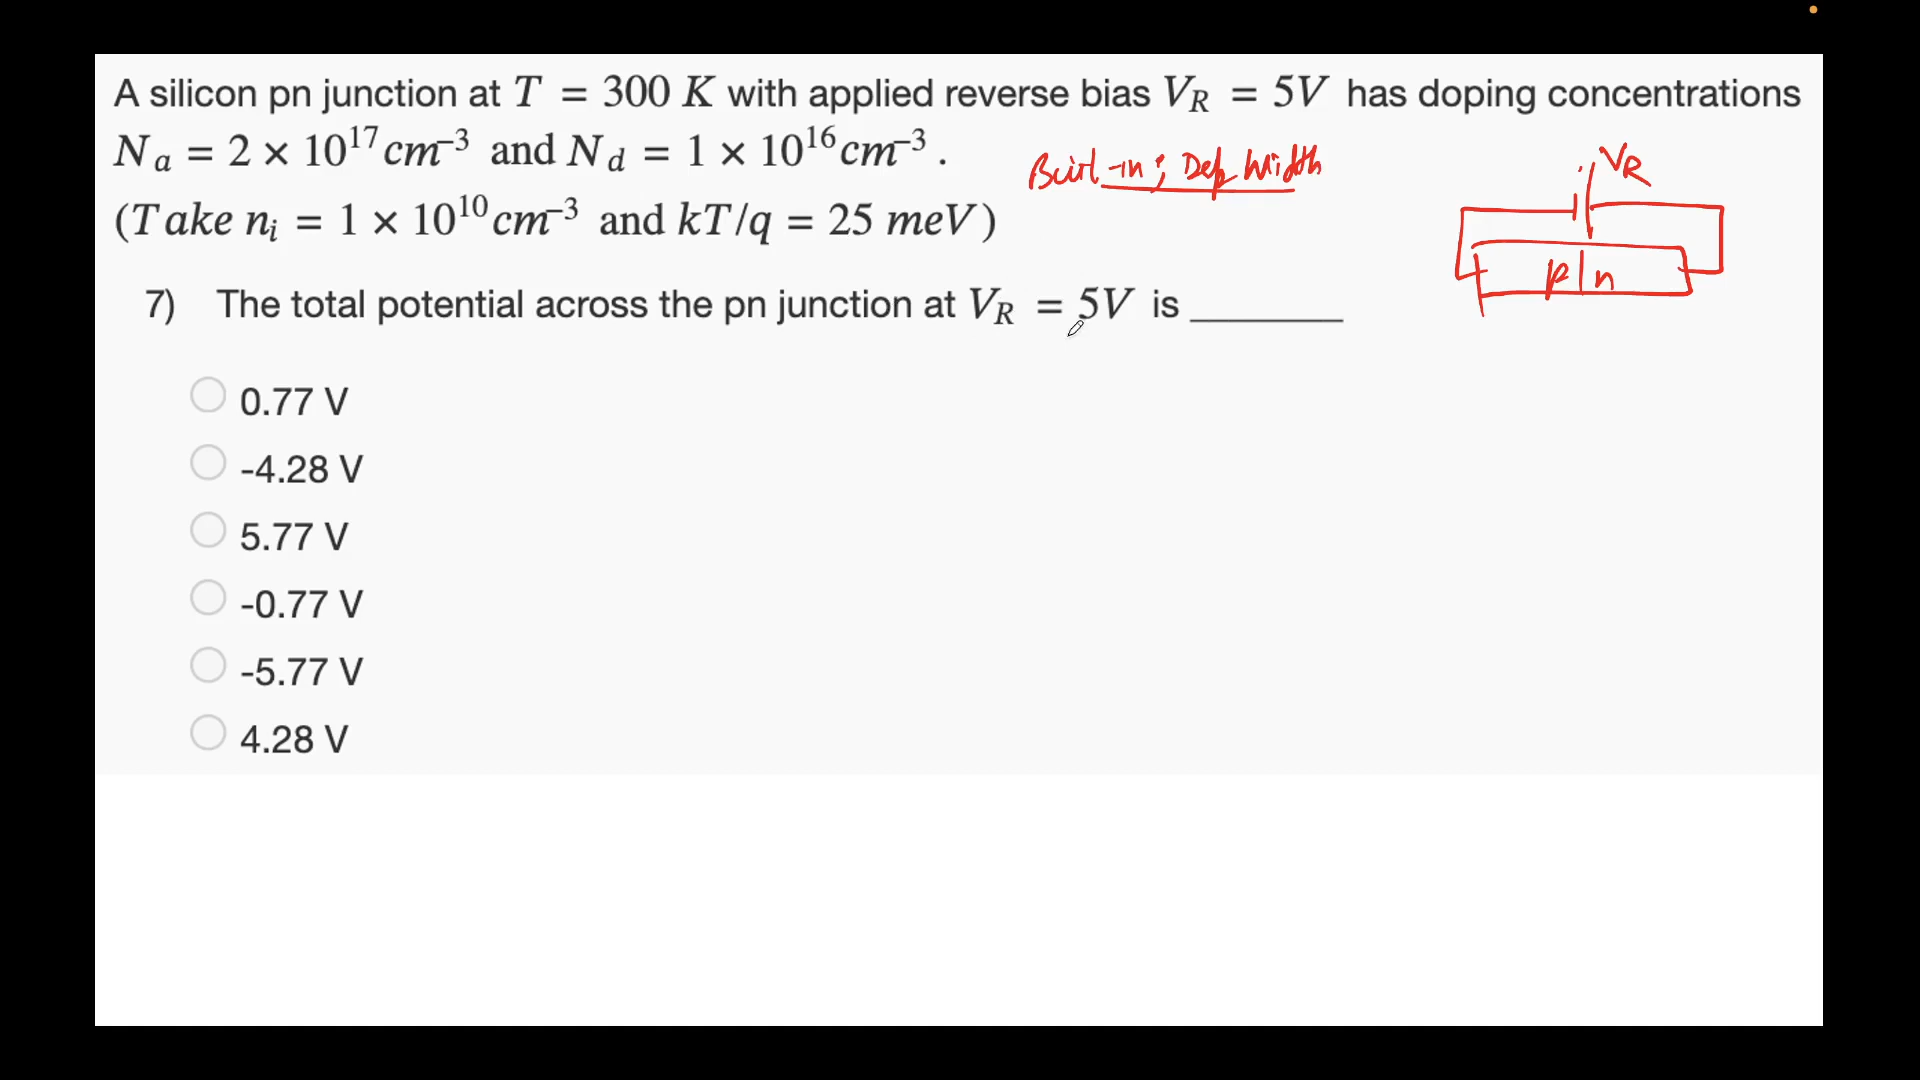 A silicon pn junction at T = 300 K with applied reverse bias V_R = 5V has doping concentrations
N_a = 2 × 10^17 cm^-3 and N_d = 1 × 10^16 cm^-3 .
Buirl-in ; Dep Width
V_R
(Take n_i = 1 × 10^10 cm^-3 and kT/q = 25 meV)
p n
7) The total potential across the pn junction at V_R = 5V is ________
0.77 V
-4.28 V
5.77 V
-0.77 V
-5.77 V
4.28 V